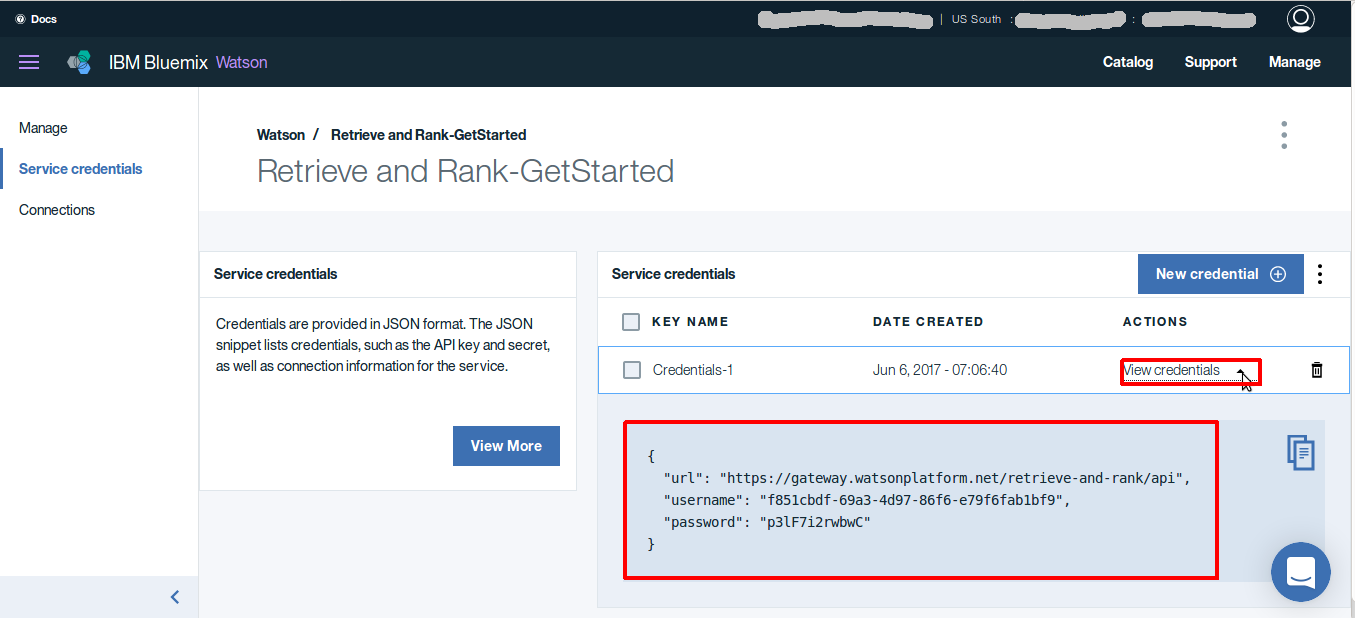 Docs
| US South : :
IBM Bluemix Watson
Catalog Support Manage
Manage
Service credentials
Connections
Watson / Retrieve and Rank-GetStarted
Retrieve and Rank-GetStarted
Service credentials
Credentials are provided in JSON format. The JSON
snippet lists credentials, such as the API key and secret,
as well as connection information for the service.
View More
Service credentials
New credential
KEY NAME DATE CREATED ACTIONS
Credentials-1 Jun 6, 2017 - 07:06:40 View credentials
{
"url": "https://gateway.watsonplatform.net/retrieve-and-rank/api",
"username": "f851cbdf-69a3-4d97-86f6-e79f6fab1bf9",
"password": "p3lF7i2rwbwC"
}